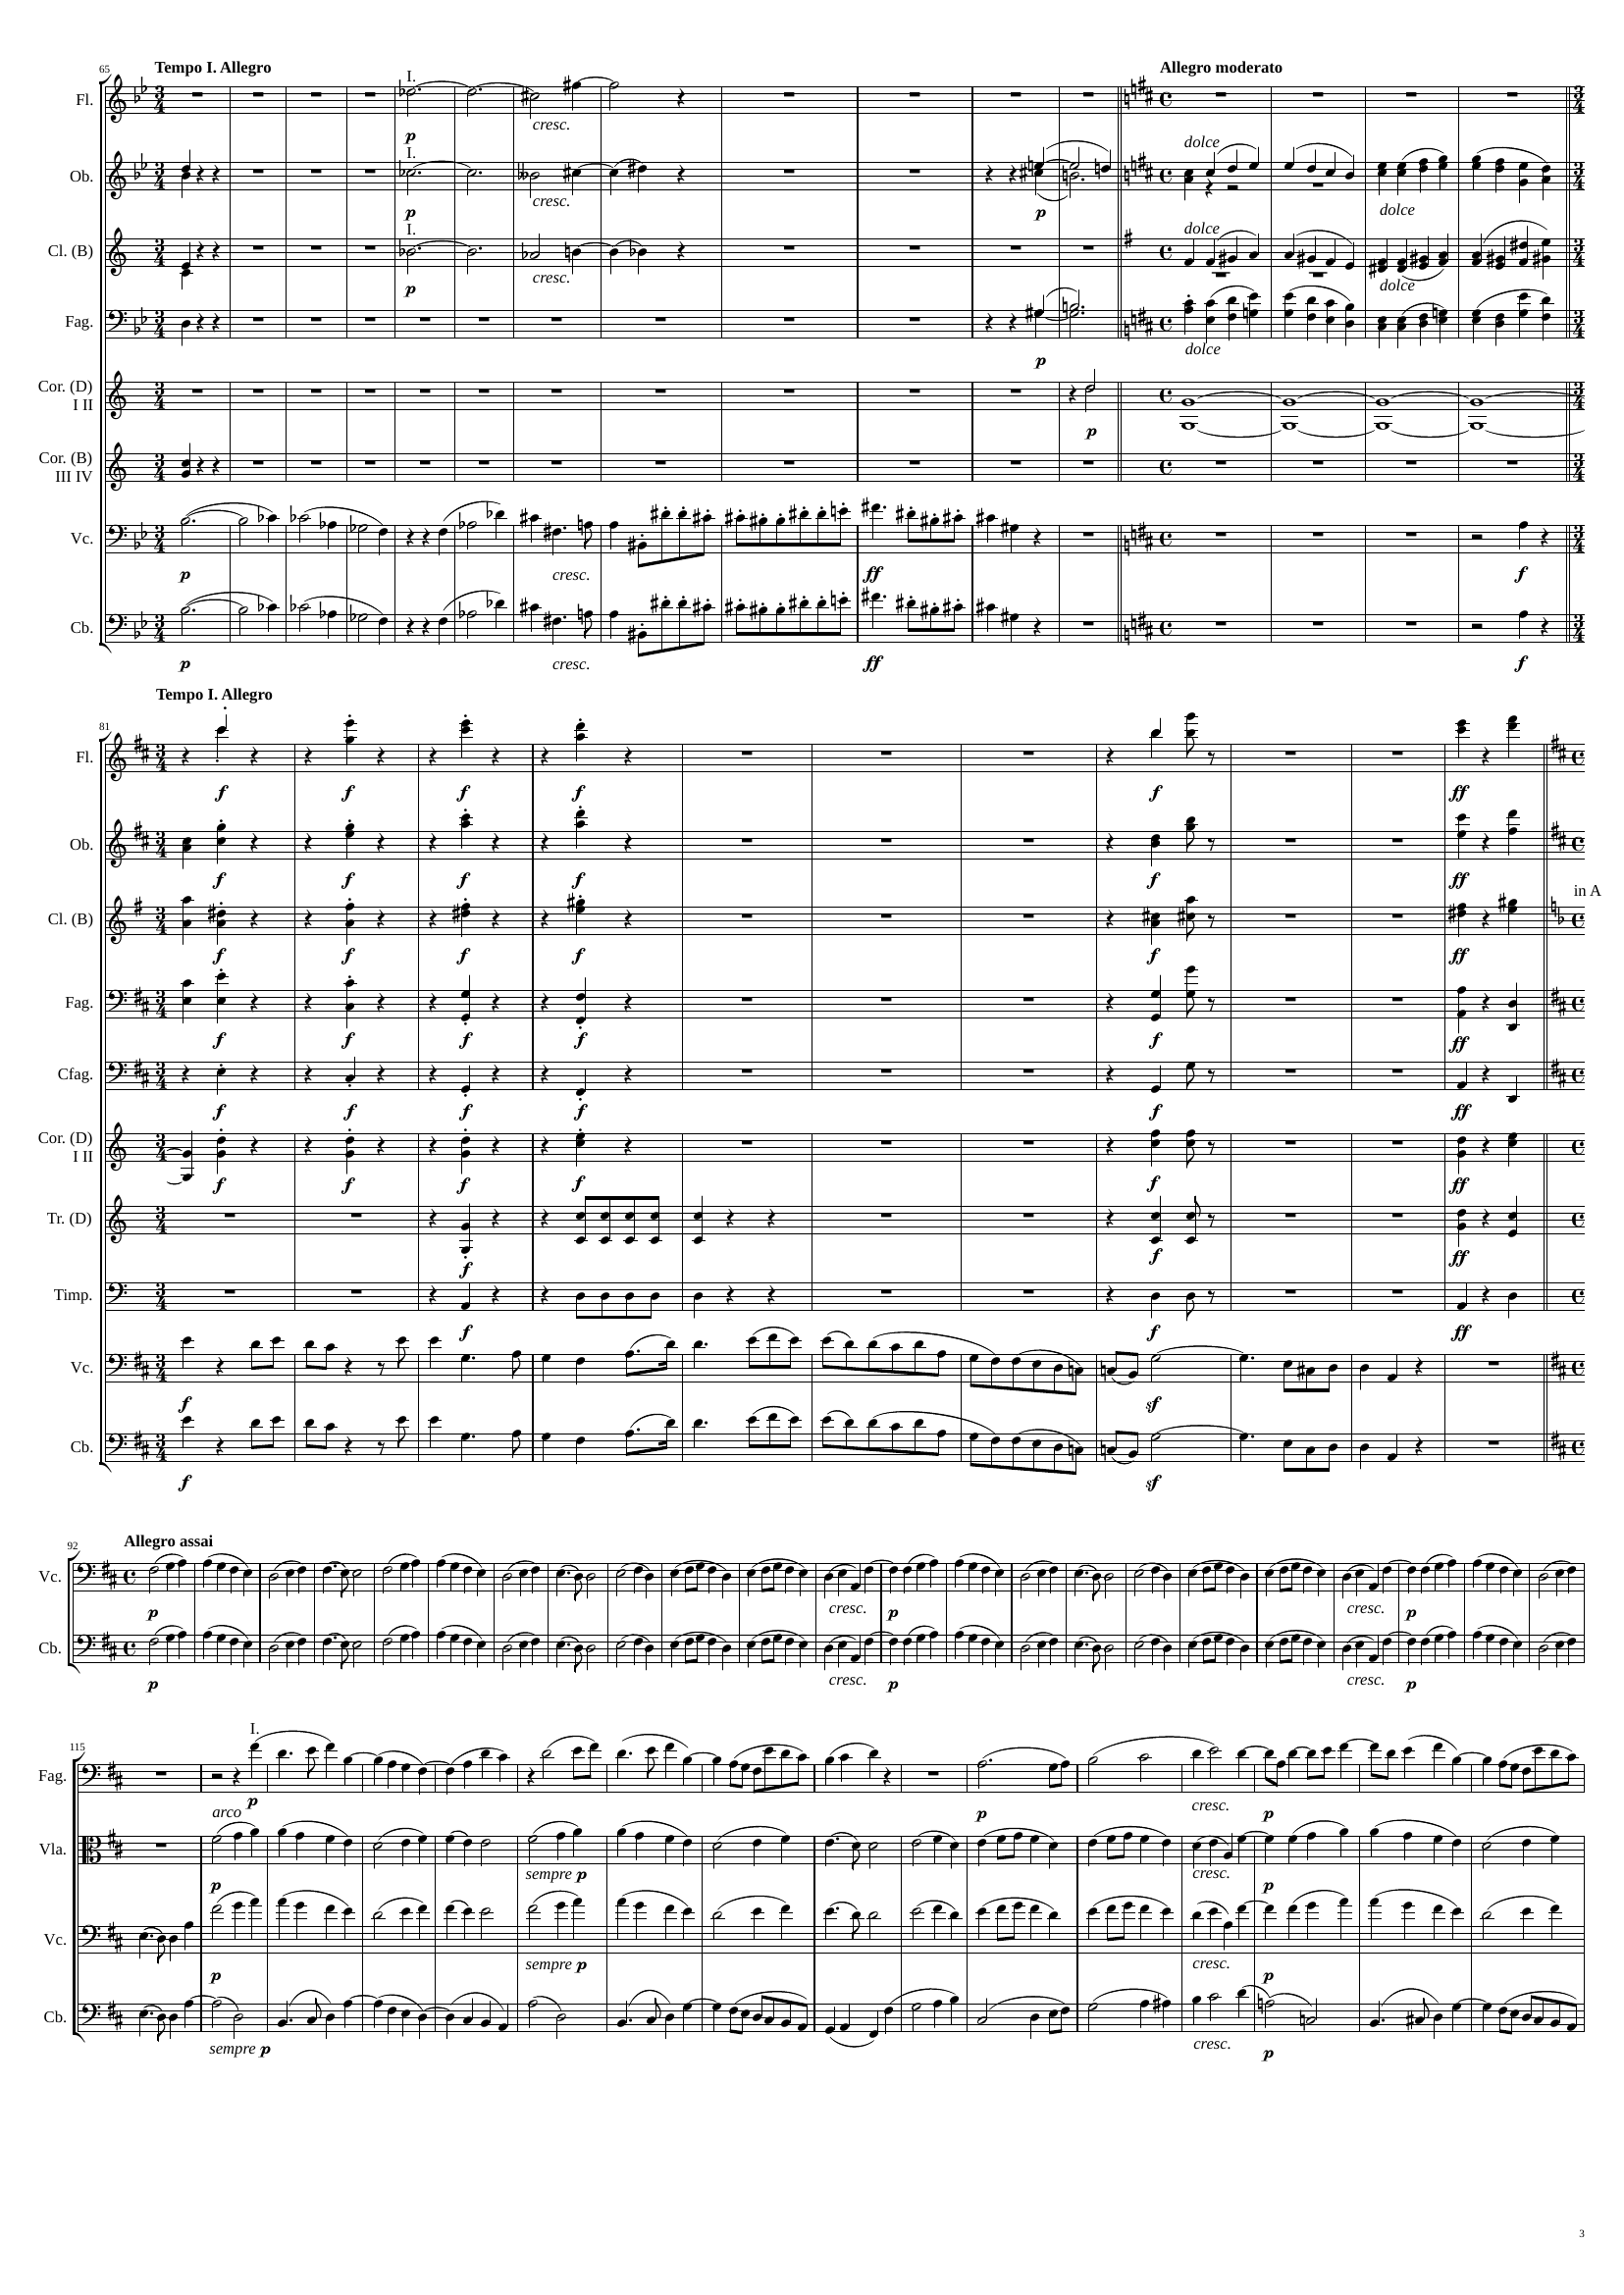 Tempo I. Allegro
Allegro moderato
65
I.
Fl.
cresc.
p
I.
dolce
Ob.
cresc.
p
p
dolce
I.
dolce
Cl. (B)
cresc.
dolce
p
Fag.
dolce
p
Cor. (D)
I II
p
Cor. (B)
III IV
Vc.
p
cresc.
ff
f
Cb.
p
cresc.
ff
f
Tempo I. Allegro
81
Fl.
f f f f f ff
Ob.
f f f f f ff
in A
Cl. (B)
f f f f f ff
Fag.
f f f f f ff
Cfag.
f f f f f ff
Cor. (D)
I II
f f f f f ff
Tr. (D)
f f ff
Timp.
f f ff
Vc.
f sf
Cb.
f sf
Allegro assai
92
Vc.
p cresc. p cresc. p
Cb.
p cresc. p cresc. p
I.
115
Fag.
p p cresc. p
arco
Vla.
p sempre p cresc. p
Vc.
p sempre p cresc. p
Cb.
sempre p cresc. p
3